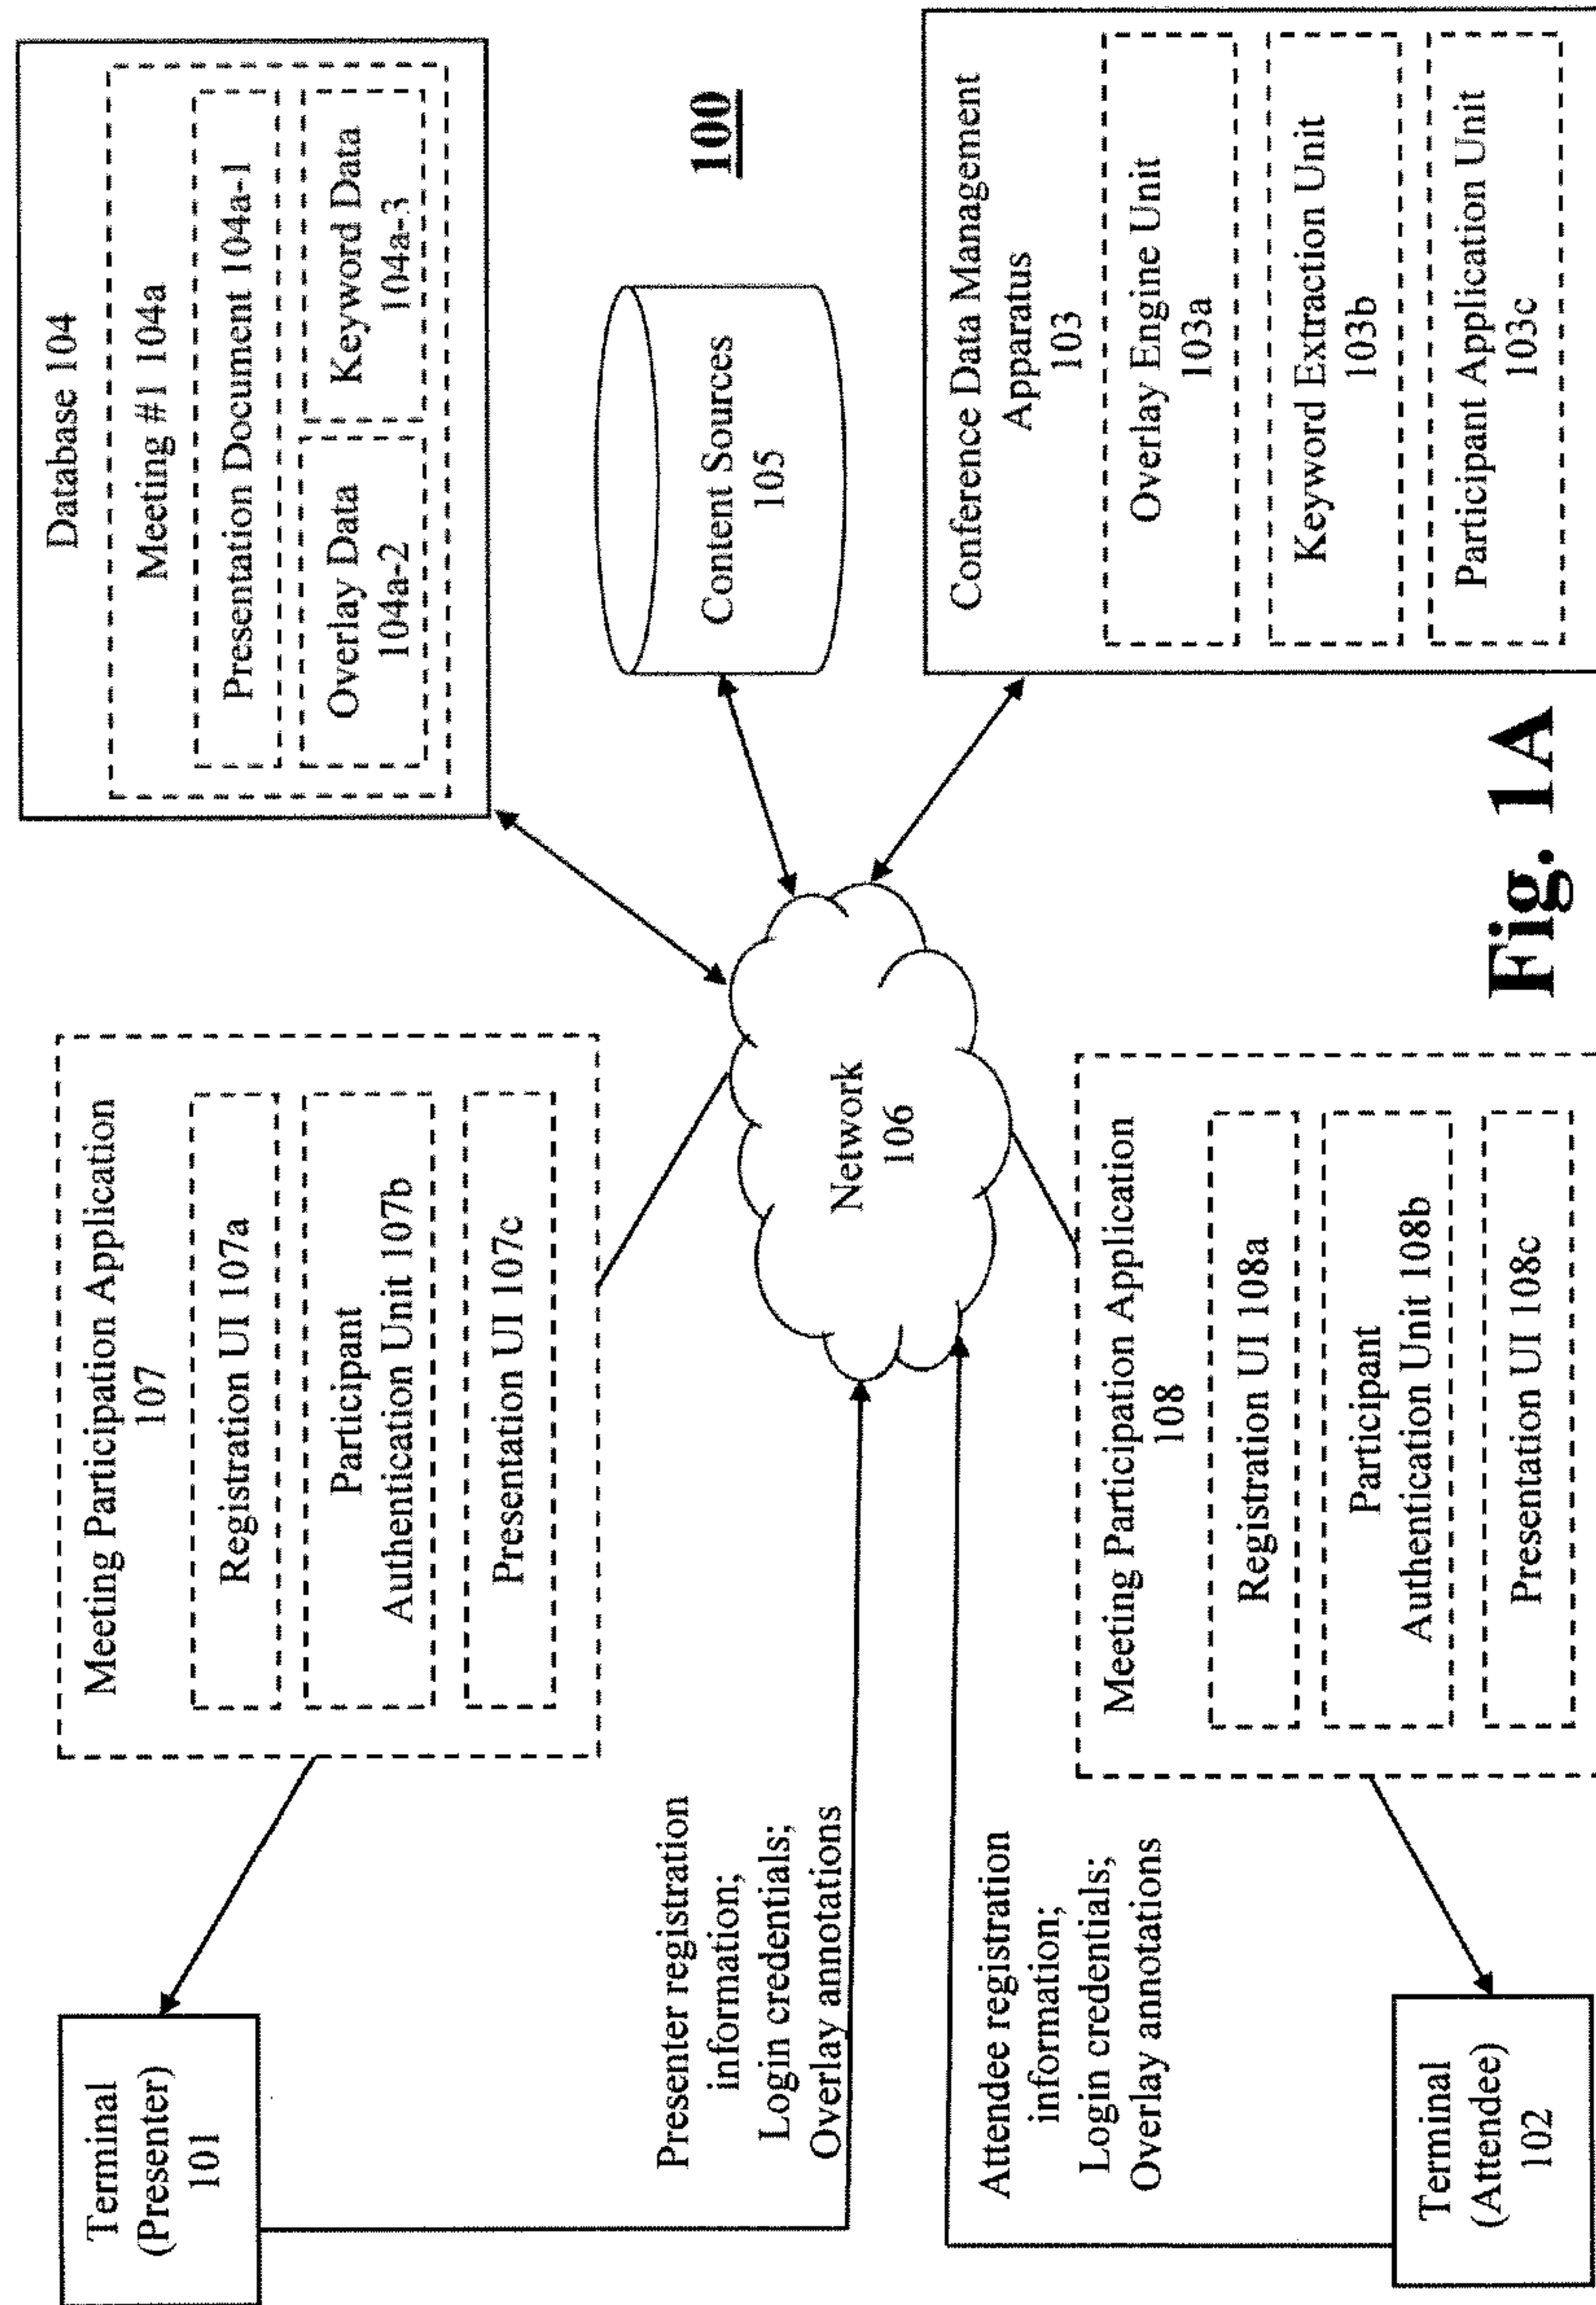 Terminal
(Presenter)
101
Meeting Participation Application
107
Registration UI 107a
Participant
Authentication Unit 107b
Presentation UI 107c
Database 104
Meeting #1 104a
Presentation Document 104a-1
Overlay Data
104a-2
Keyword Data
104a-3
100
Presenter registration
information;
Login credentials;
Overlay annotations
Network
106
Content Sources
105
Attendee registration
information;
Login credentials;
Overlay annotations
Conference Data Management
Apparatus
103
Overlay Engine Unit
103a
Keyword Extraction Unit
103b
Participant Application Unit
103c
Meeting Participation Application
108
Registration UI 108a
Participant
Authentication Unit 108b
Presentation UI 108c
Terminal
(Attendee)
102
Fig. 1A